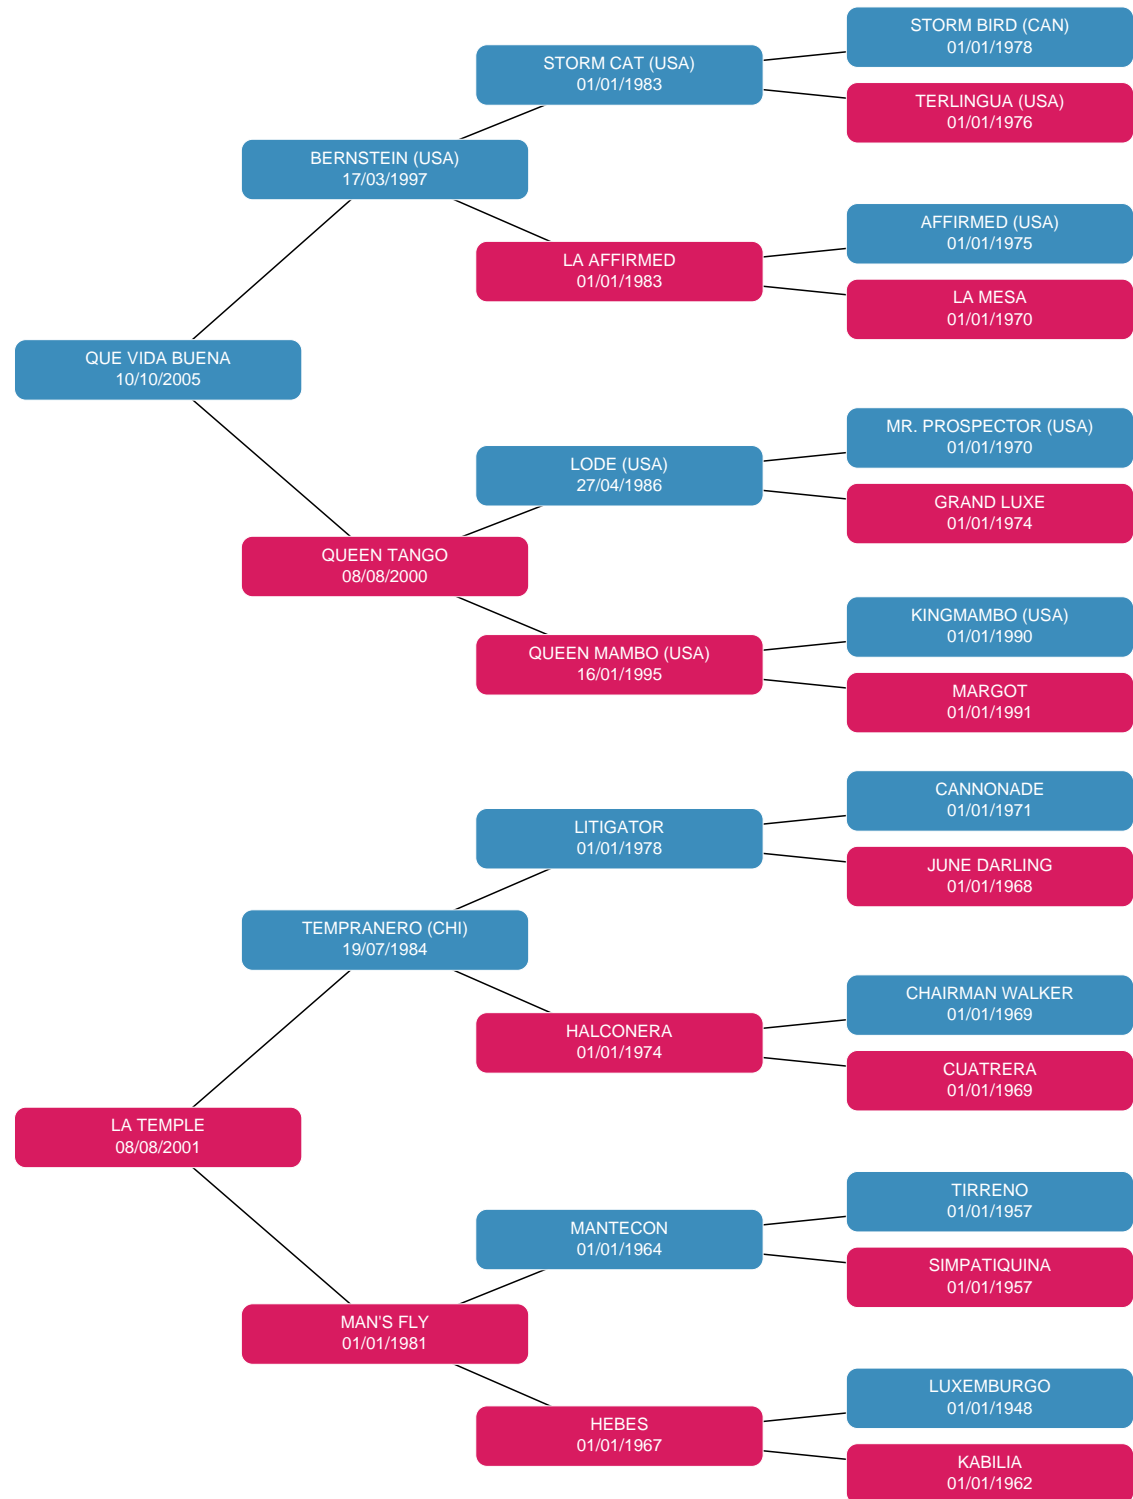 STORM BIRD (CAN)
01/01/1978
STORM CAT (USA)
01/01/1983
TERLINGUA (USA)
01/01/1976
BERNSTEIN (USA)
17/03/1997
AFFIRMED (USA)
01/01/1975
LA AFFIRMED
01/01/1983
LA MESA
01/01/1970
QUE VIDA BUENA
10/10/2005
MR. PROSPECTOR (USA)
01/01/1970
LODE (USA)
27/04/1986
GRAND LUXE
01/01/1974
QUEEN TANGO
08/08/2000
KINGMAMBO (USA)
01/01/1990
QUEEN MAMBO (USA)
16/01/1995
MARGOT
01/01/1991
CANNONADE
01/01/1971
LITIGATOR
01/01/1978
JUNE DARLING
01/01/1968
TEMPRANERO (CHI)
19/07/1984
CHAIRMAN WALKER
01/01/1969
HALCONERA
01/01/1974
CUATRERA
01/01/1969
LA TEMPLE
08/08/2001
TIRRENO
01/01/1957
MANTECON
01/01/1964
SIMPATIQUINA
01/01/1957
MAN'S FLY
01/01/1981
LUXEMBURGO
01/01/1948
HEBES
01/01/1967
KABILIA
01/01/1962